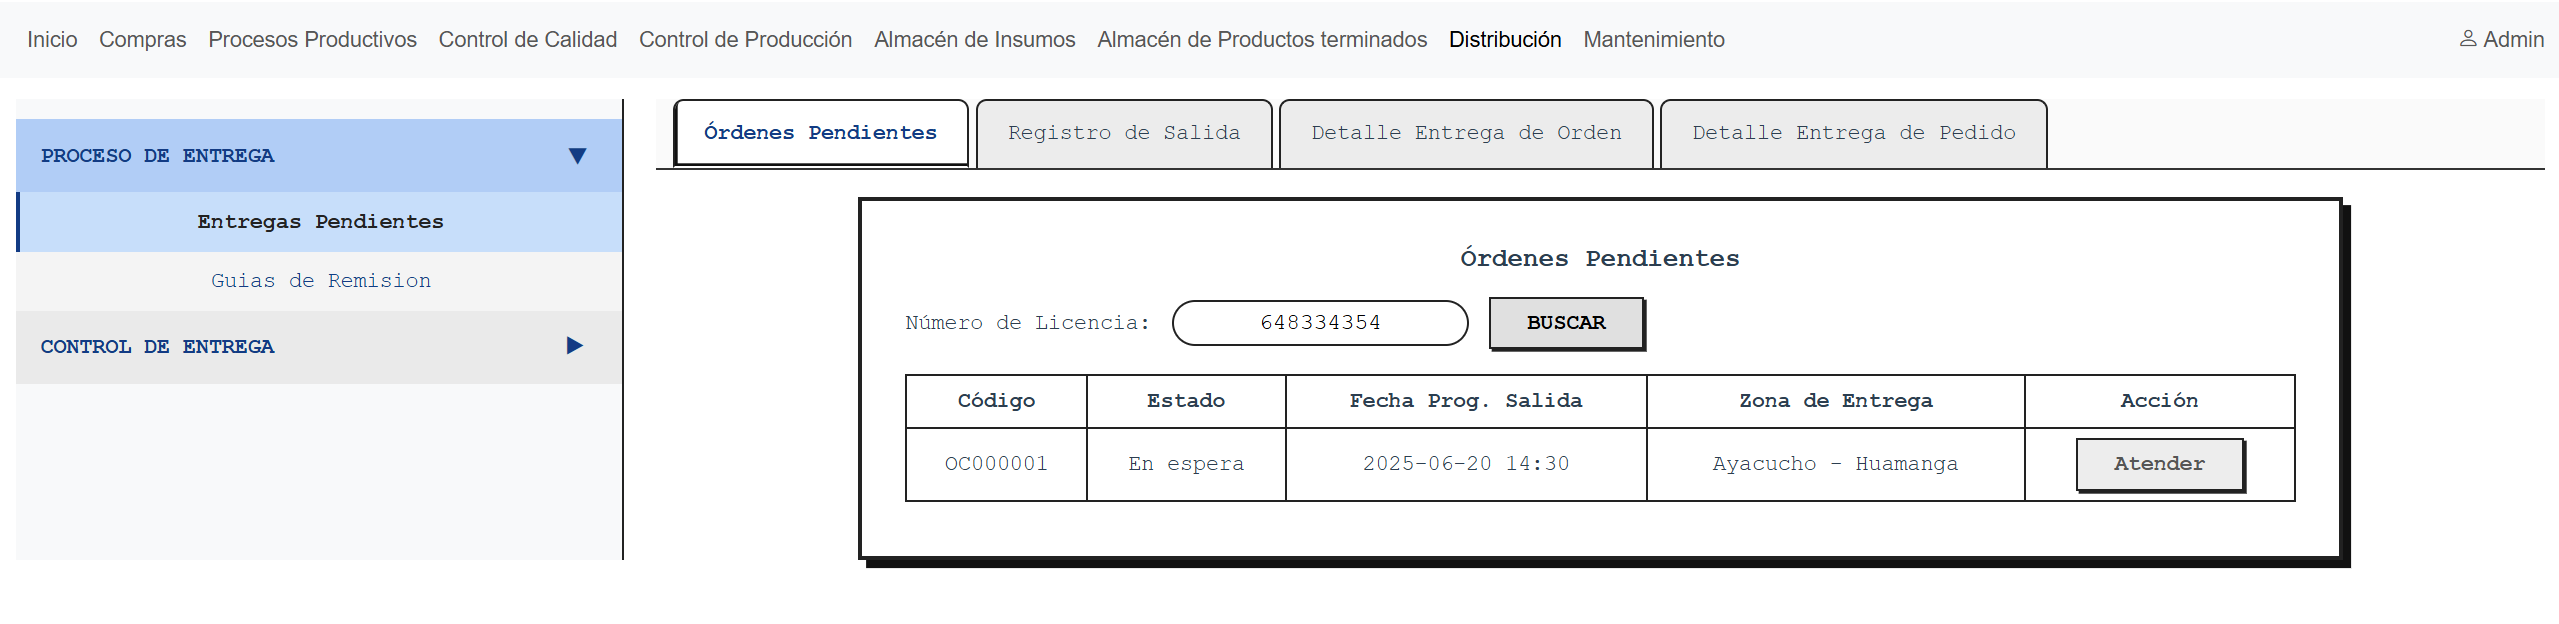 Inicio Compras Procesos Productivos Control de Calidad Control de Producción Almacén de Insumos Almacén de Productos terminados Distribución Mantenimiento Admin
PROCESO DE ENTREGA ▼
Entregas Pendientes
Guias de Remision
CONTROL DE ENTREGA ▶
Órdenes Pendientes Registro de Salida Detalle Entrega de Orden Detalle Entrega de Pedido
Órdenes Pendientes
Número de Licencia: 648334354 BUSCAR
Código Estado Fecha Prog. Salida Zona de Entrega Acción
OC000001 En espera 2025-06-20 14:30 Ayacucho - Huamanga Atender